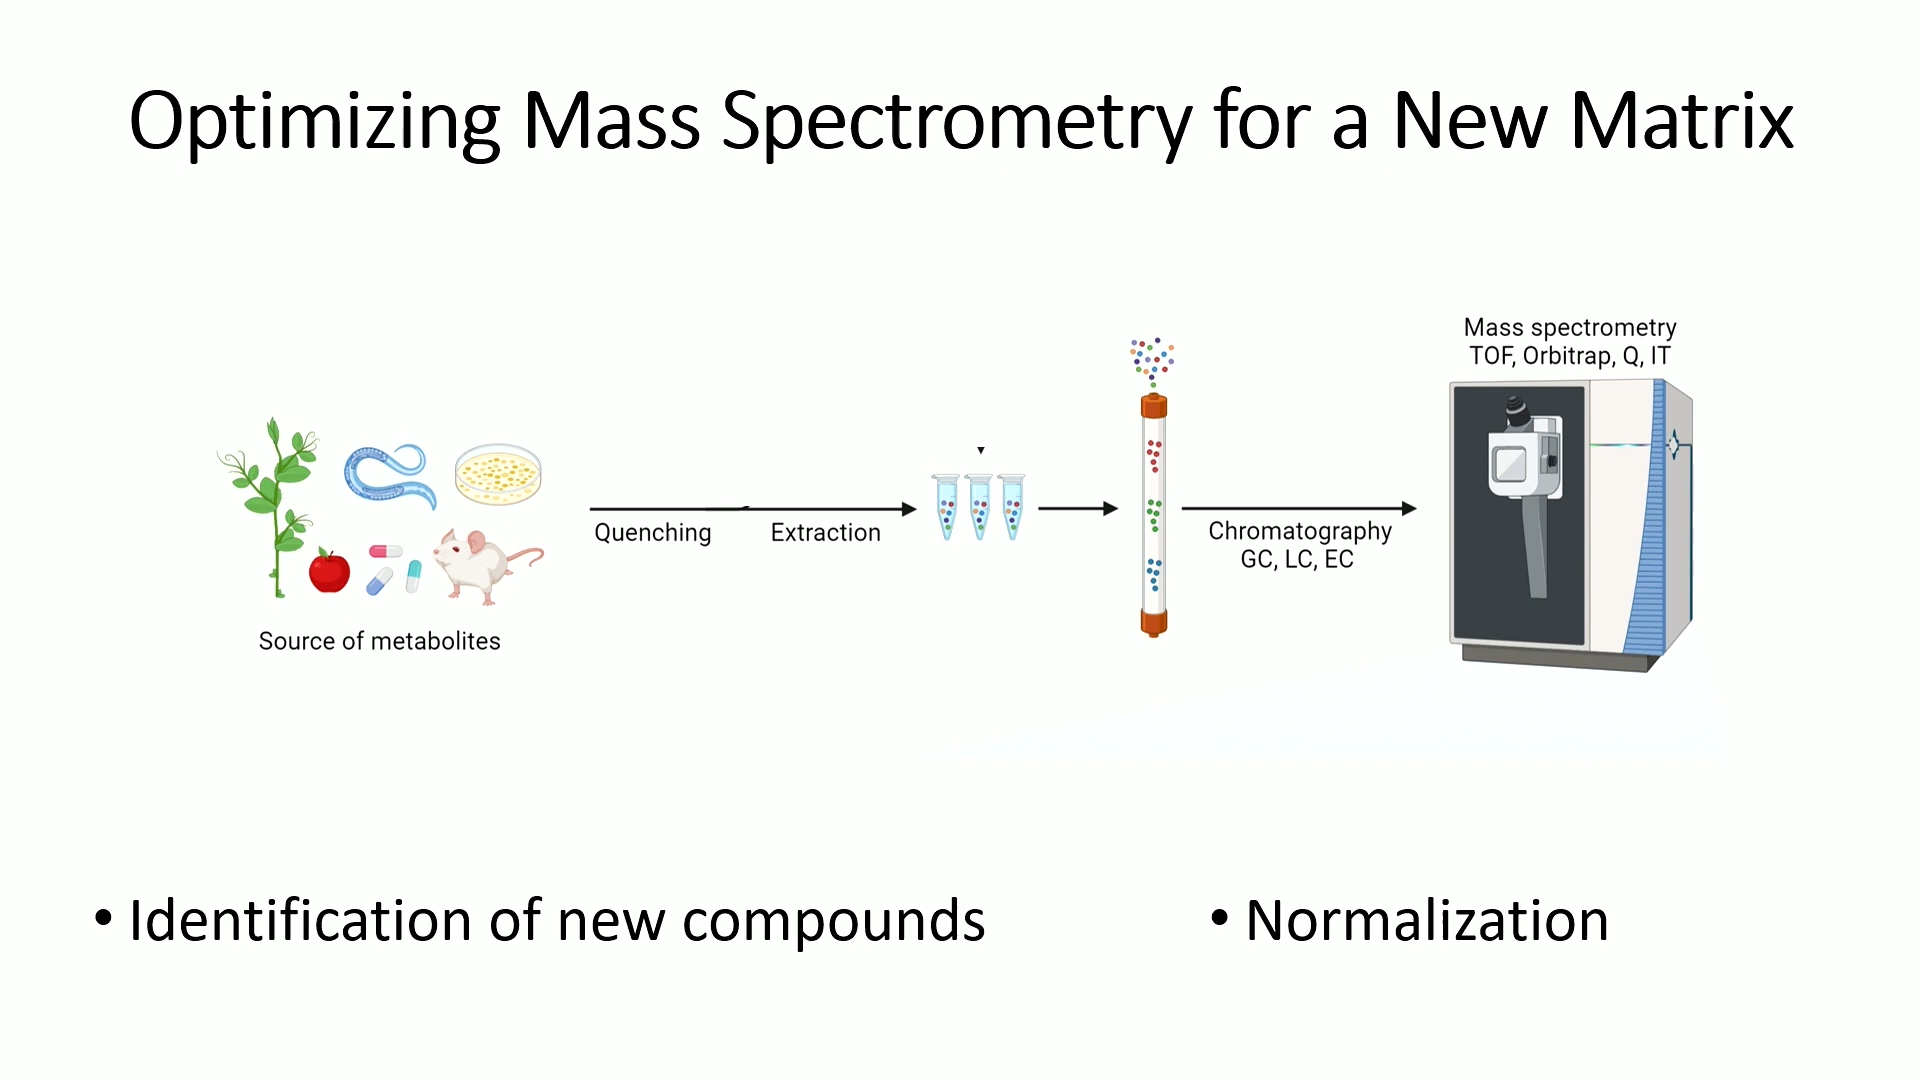 Optimizing Mass Spectrometry for a New Matrix
Mass spectrometry
TOF, Orbitrap, Q, IT
Quenching
Extraction
Chromatography
GC, LC, EC
Source of metabolites
• Identification of new compounds
• Normalization